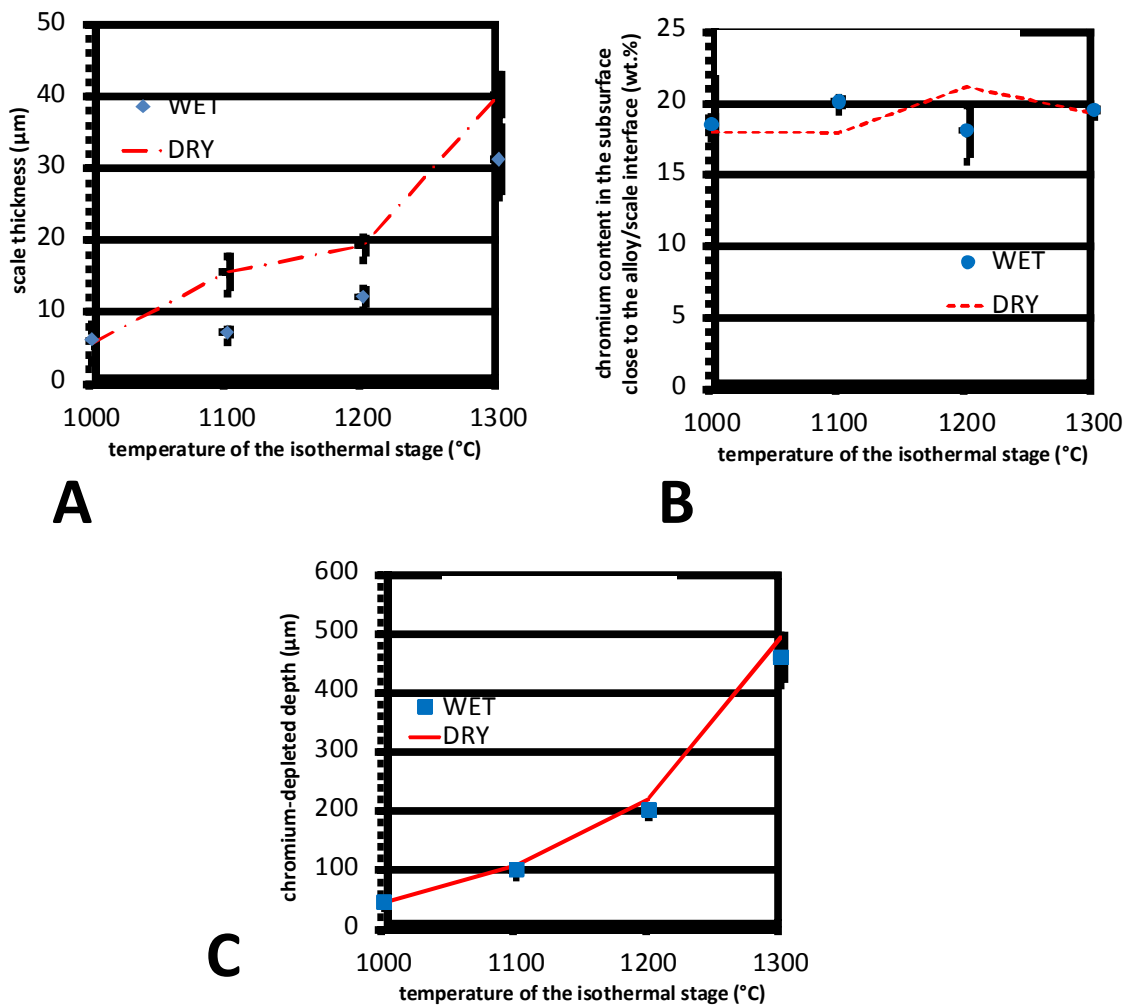 50
40
30
20
10
0
scale thickness (µm)
WET
DRY
1000 1100 1200 1300
temperature of the isothermal stage (°C)
A
25
20
15
10
5
0
chromium content in the subsurface
close to the alloy/scale interface (wt.%)
WET
DRY
1000 1100 1200 1300
temperature of the isothermal stage (°C)
B
600
500
400
300
200
100
0
chromium-depleted depth (µm)
WET
DRY
1000 1100 1200 1300
temperature of the isothermal stage (°C)
C